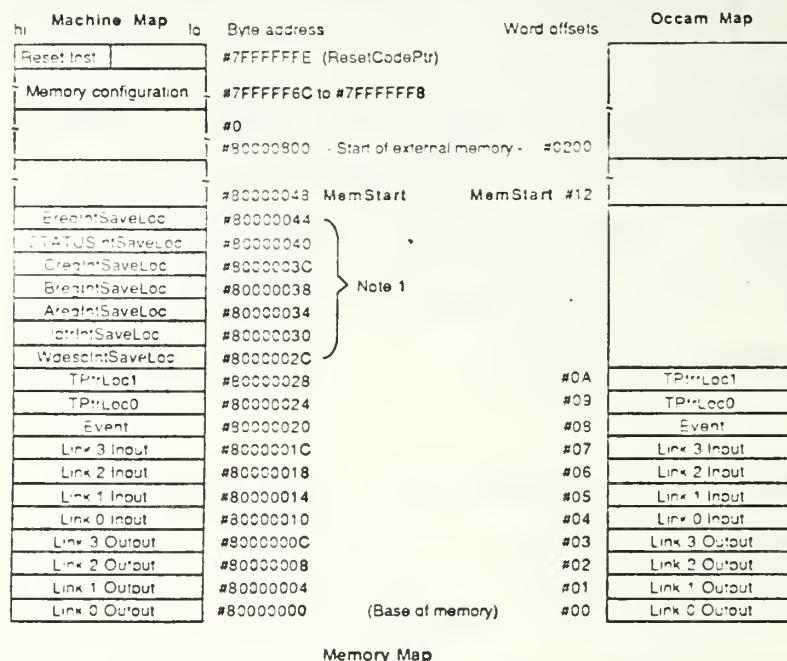 Machine Map Occam Map
hi lo Byte address Word offsets
Reset Inst #7FFFFFFE (ResetCodePtr)
Memory configuration #7FFFFF6C to #7FFFFFF8
#0
#80000800 - Start of external memory - #0200
#80000048 MemStart MemStart #12
EregIntSaveLoc #80000044
STATUSIntSaveLoc #80000040
CregIntSaveLoc #8000003C
BregIntSaveLoc #80000038 Note 1
AregIntSaveLoc #80000034
IptrIntSaveLoc #80000030
WdescIntSaveLoc #8000002C
TPtrLoc1 #80000028 #0A TPtrLoc1
TPtrLoc0 #80000024 #09 TPtrLoc0
Event #80000020 #08 Event
Link 3 Input #8000001C #07 Link 3 Input
Link 2 Input #80000018 #06 Link 2 Input
Link 1 Input #80000014 #05 Link 1 Input
Link 0 Input #80000010 #04 Link 0 Input
Link 3 Output #8000000C #03 Link 3 Output
Link 2 Output #80000008 #02 Link 2 Output
Link 1 Output #80000004 #01 Link 1 Output
Link 0 Output #80000000 (Base of memory) #00 Link 0 Output
Memory Map